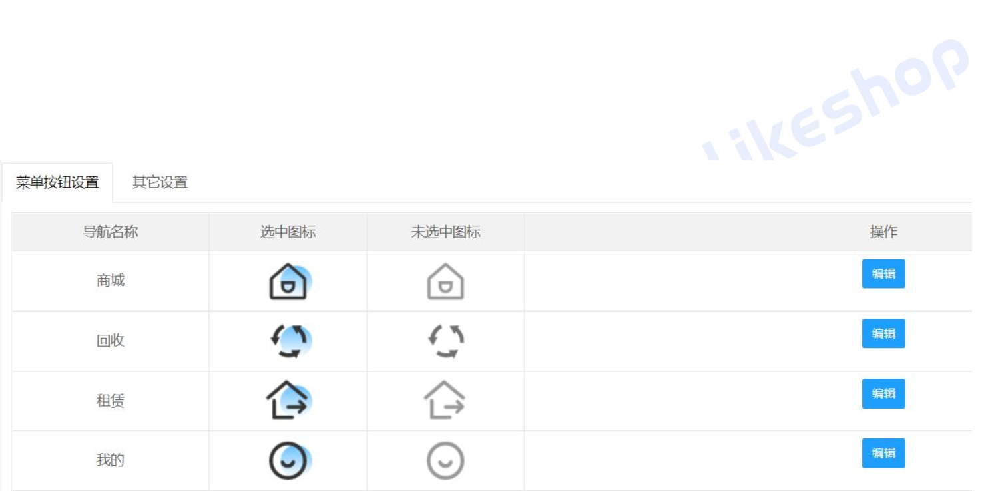 Likeshop
菜单按钮设置 其它设置
导航名称 选中图标 未选中图标 操作
商城 编辑
回收 编辑
租赁 编辑
我的 编辑